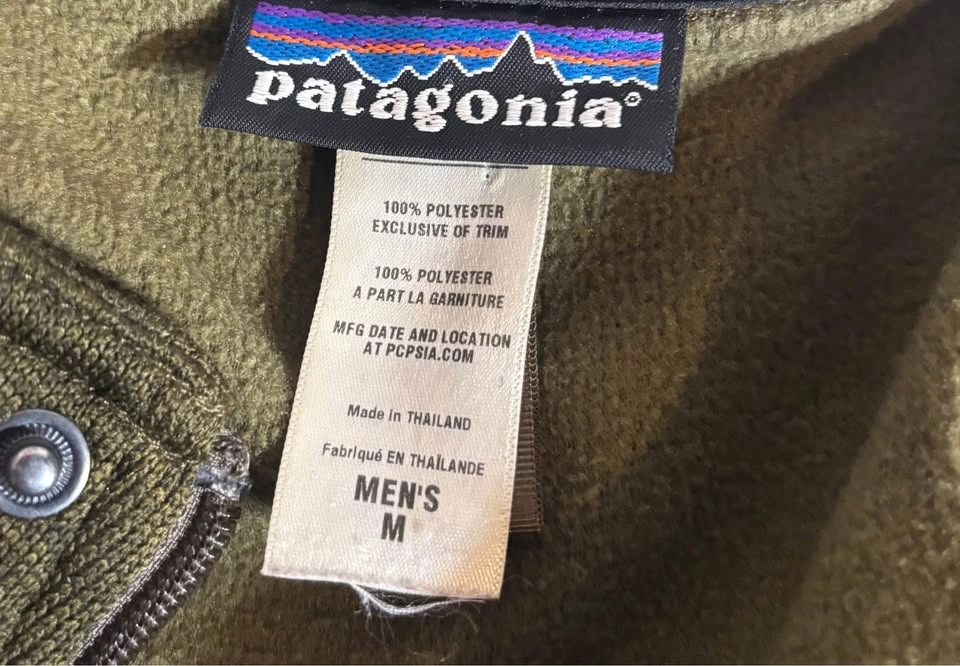 patagonia®
100% POLYESTER
EXCLUSIVE OF TRIM
100% POLYESTER
A PART LA GARNITURE
MFG DATE AND LOCATION
AT PCPSIA.COM
Made in THAILAND
Fabriqué EN THAÏLANDE
MEN'S
M